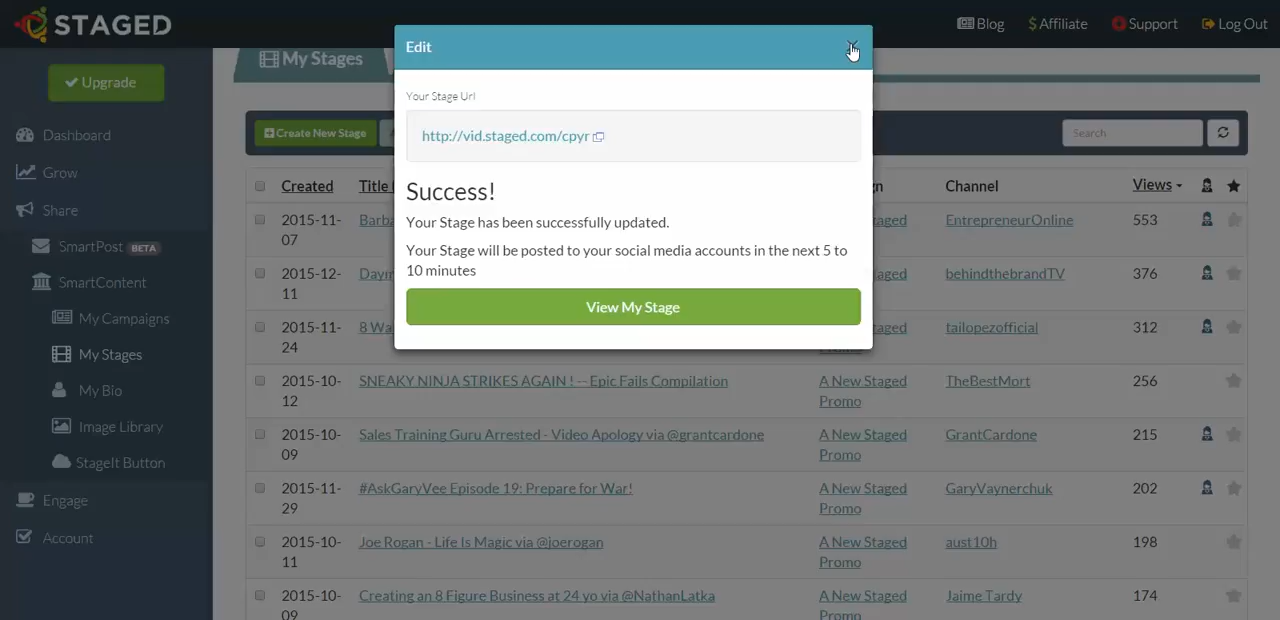 STAGED
Blog
$ Affiliate
Support
Log Out
Upgrade
Dashboard
Grow
Share
SmartPost BETA
SmartContent
My Campaigns
My Stages
My Bio
Image Library
StageIt Button
Engage
Account
My Stages
Create New Stage
Search
Edit
Your Stage Url
http://vid.staged.com/cpyr
Success!
Your Stage has been successfully updated.
Your Stage will be posted to your social media accounts in the next 5 to
10 minutes
View My Stage
Created Title Channel Views
2015-11- EntrepreneurOnline 553
07
2015-12- behindthebrandTV 376
11
2015-11- 8 tailopezofficial 312
24
2015-10- SNEAKY NINJA STRIKES AGAIN ! -- Epic Fails Compilation A New Staged TheBestMort 256
12 Promo
2015-10- Sales Training Guru Arrested - Video Apology via @grantcardone A New Staged GrantCardone 215
09 Promo
2015-11- #AskGaryVee Episode 19: Prepare for War! A New Staged GaryVaynerchuk 202
29 Promo
2015-10- Joe Rogan - Life Is Magic via @joerogan A New Staged aust10h 198
11 Promo
2015-10- Creating an 8 Figure Business at 24 yo via @NathanLatka A New Staged Jaime Tardy 174
09 Promo